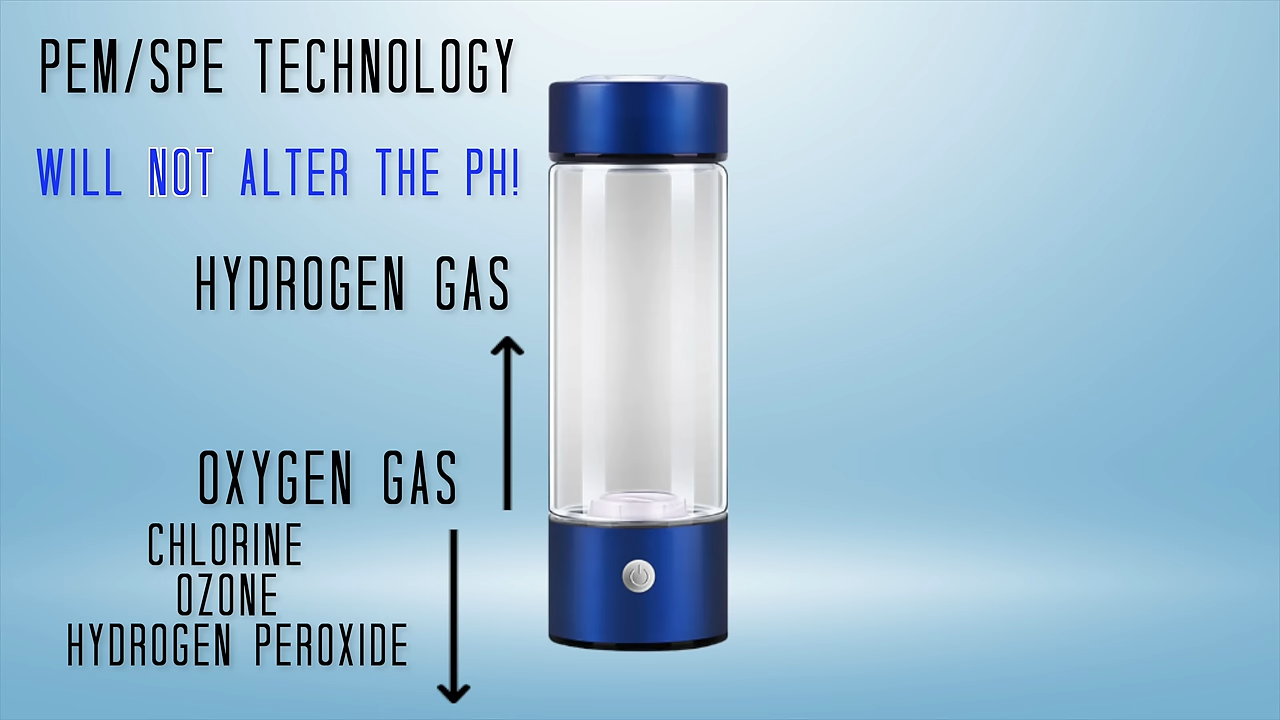 PEM/SPE TECHNOLOGY
WILL NOT ALTER THE PH!
HYDROGEN GAS
OXYGEN GAS
CHLORINE
OZONE
HYDROGEN PEROXIDE